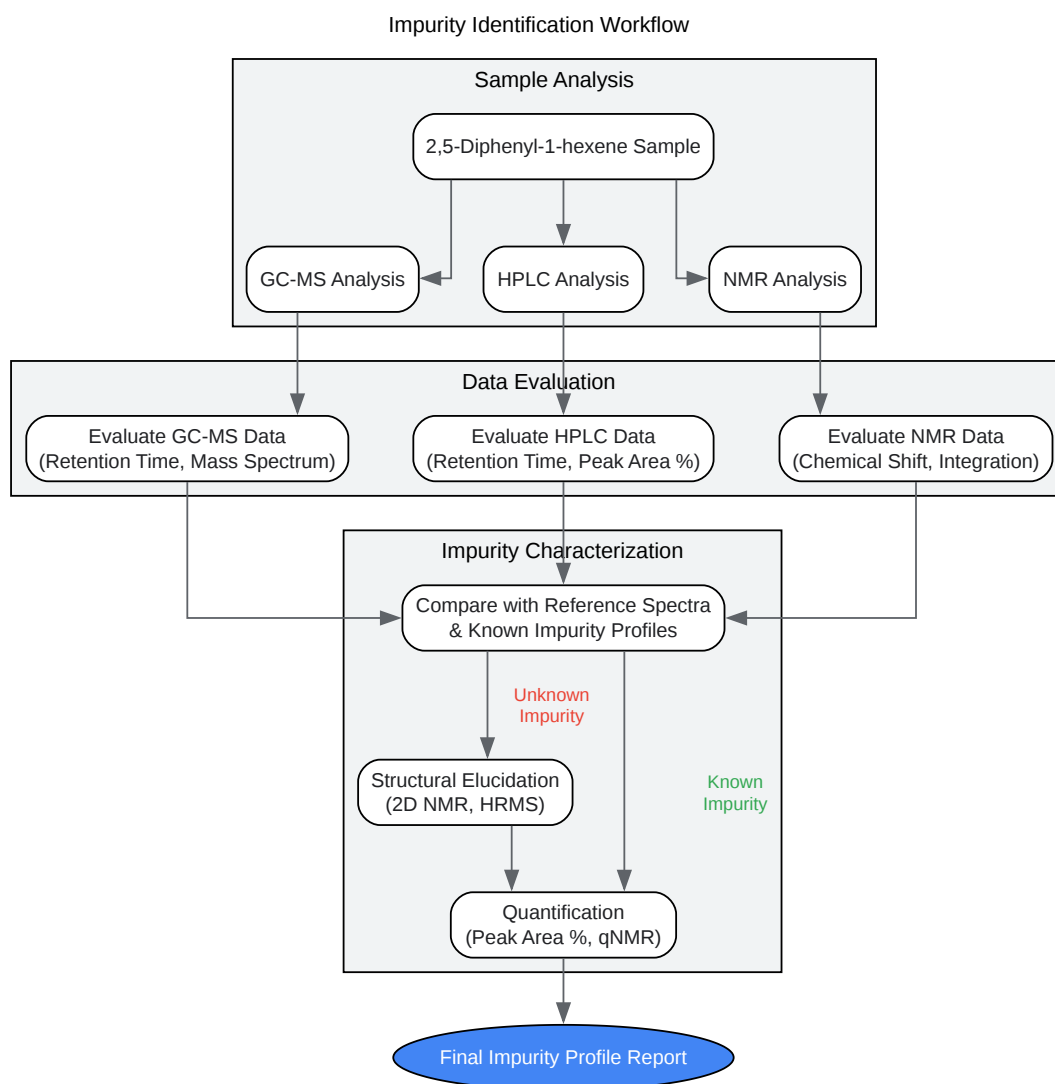 Impurity Identification Workflow
Sample Analysis
2,5-Diphenyl-1-hexene Sample
GC-MS Analysis
HPLC Analysis
NMR Analysis
Data Evaluation
Evaluate GC-MS Data
(Retention Time, Mass Spectrum)
Evaluate HPLC Data
(Retention Time, Peak Area %)
Evaluate NMR Data
(Chemical Shift, Integration)
Impurity Characterization
Compare with Reference Spectra
& Known Impurity Profiles
Unknown
Impurity
Structural Elucidation
(2D NMR, HRMS)
Known
Impurity
Quantification
(Peak Area %, qNMR)
Final Impurity Profile Report